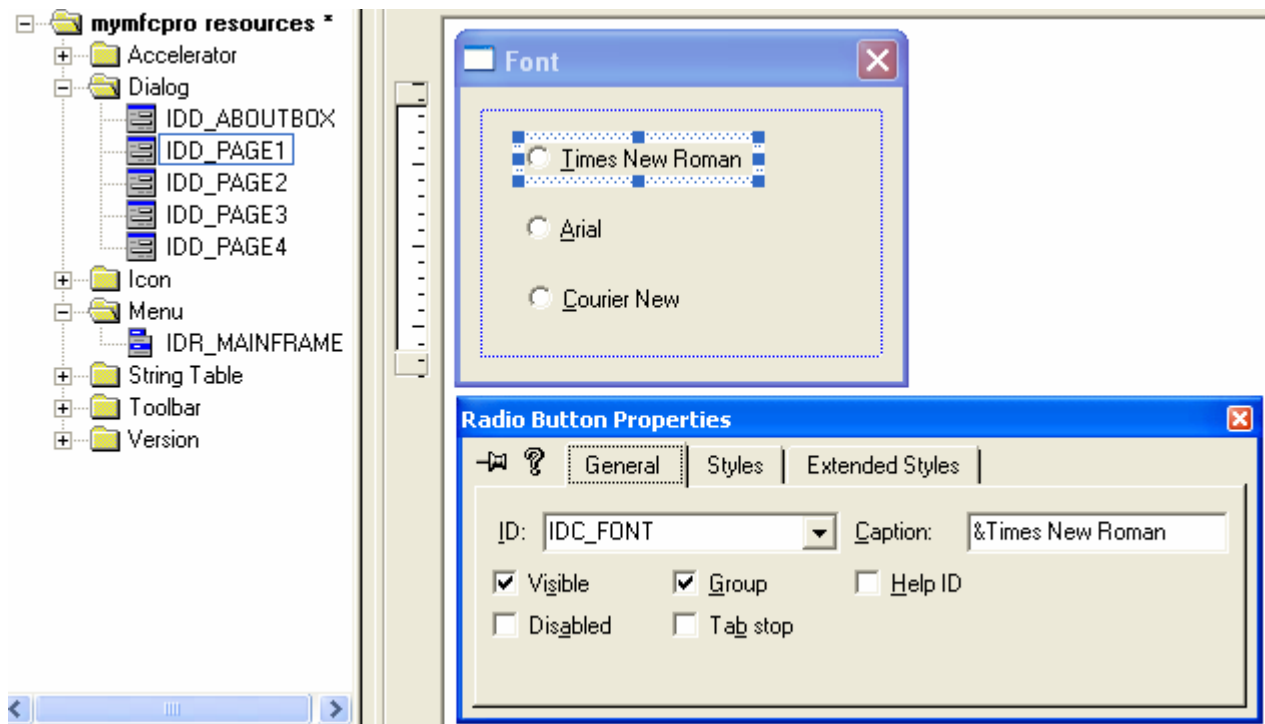 mymfcpro resources *
Accelerator
Dialog
IDD_ABOUTBOX
IDD_PAGE1
IDD_PAGE2
IDD_PAGE3
IDD_PAGE4
Icon
Menu
IDR_MAINFRAME
String Table
Toolbar
Version
Font
Times New Roman
Arial
Courier New
Radio Button Properties
General Styles Extended Styles
ID: IDC_FONT Caption: &Times New Roman
Visible Group Help ID
Disabled Tab stop